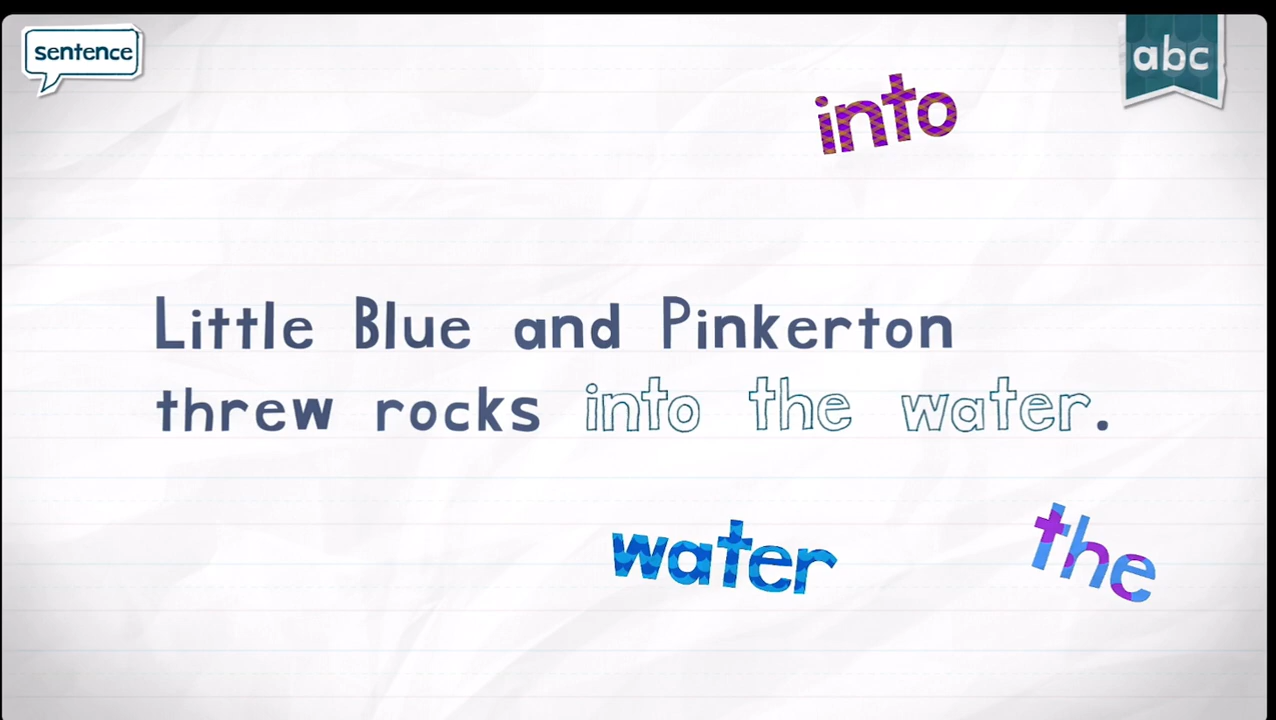 sentence
abc
into
Little Blue and Pinkerton
threw rocks into the water.
water
the